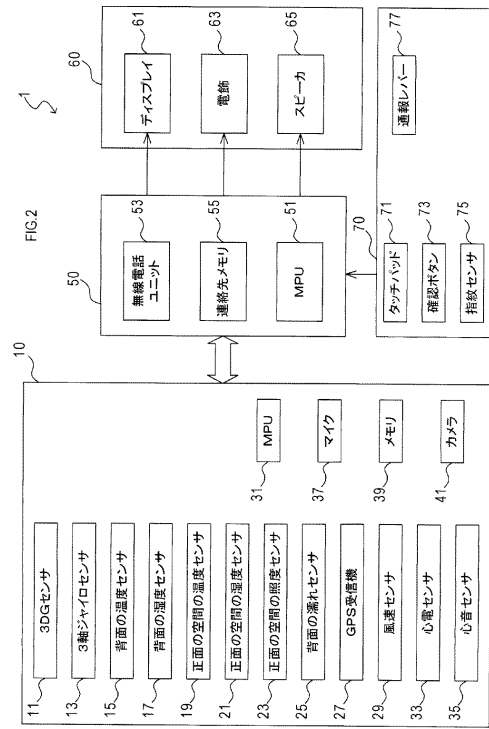 FIG.2
1
10
11
3DGセンサ
13
3軸ジャイロセンサ
15
背面の温度センサ
17
背面の湿度センサ
19
正面の空間の温度センサ
21
正面の空間の湿度センサ
23
正面の空間の照度センサ
25
背面の濡れセンサ
27
GPS受信機
29
風速センサ
33
心電センサ
35
心音センサ
31
MPU
37
マイク
39
メモリ
41
カメラ
50
無線電話
ユニット
53
連絡先メモリ
55
MPU
51
60
ディスプレイ
61
電飾
63
スピーカ
65
70
タッチパッド
71
確認ボタン
73
指紋センサ
75
通報レバー
77